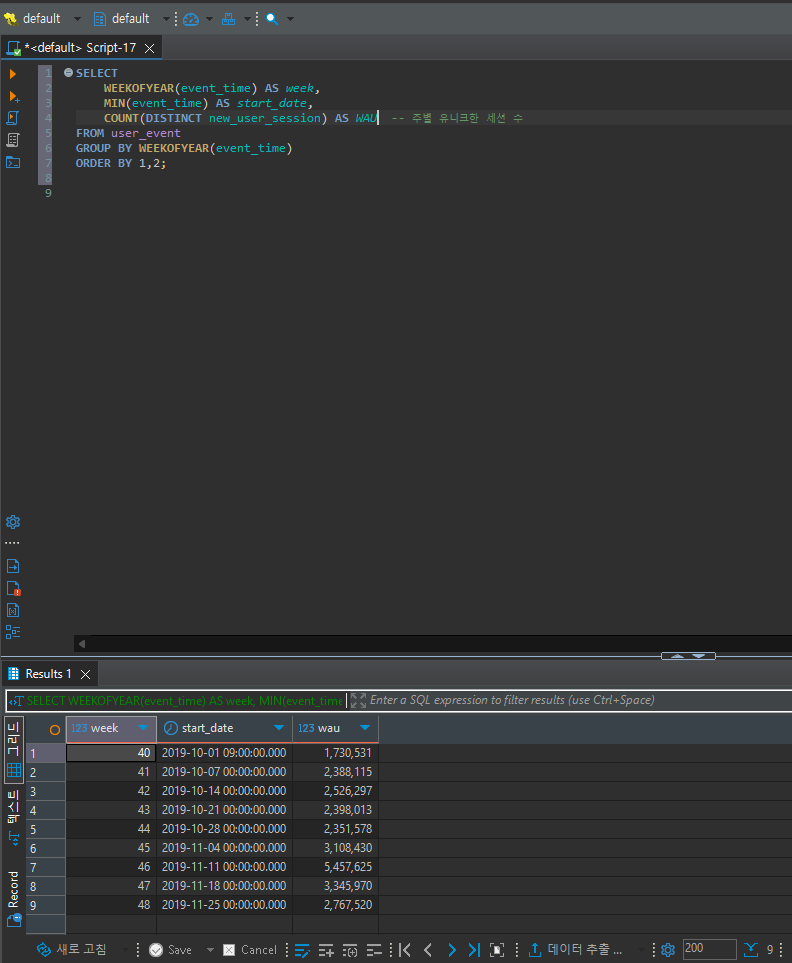 default default
*<default> Script-17
1 SELECT
2 WEEKOFYEAR(event_time) AS week,
3 MIN(event_time) AS start_date,
4 COUNT(DISTINCT new_user_session) AS WAU -- 주별 유니크한 세션 수
5 FROM user_event
6 GROUP BY WEEKOFYEAR(event_time)
7 ORDER BY 1,2;
8
9
Results 1
SELECT WEEKOFYEAR(event_time) AS week, MIN(event_time Enter a SQL expression to filter results (use Ctrl+Space)
그리드
텍스트
Record
123 week start_date 123 wau
1 40 2019-10-01 09:00:00.000 1,730,531
2 41 2019-10-07 00:00:00.000 2,388,115
3 42 2019-10-14 00:00:00.000 2,526,297
4 43 2019-10-21 00:00:00.000 2,398,013
5 44 2019-10-28 00:00:00.000 2,351,578
6 45 2019-11-04 00:00:00.000 3,108,430
7 46 2019-11-11 00:00:00.000 5,457,625
8 47 2019-11-18 00:00:00.000 3,345,970
9 48 2019-11-25 00:00:00.000 2,767,520
새로 고침 Save Cancel 데이터 추출 ... 200 9